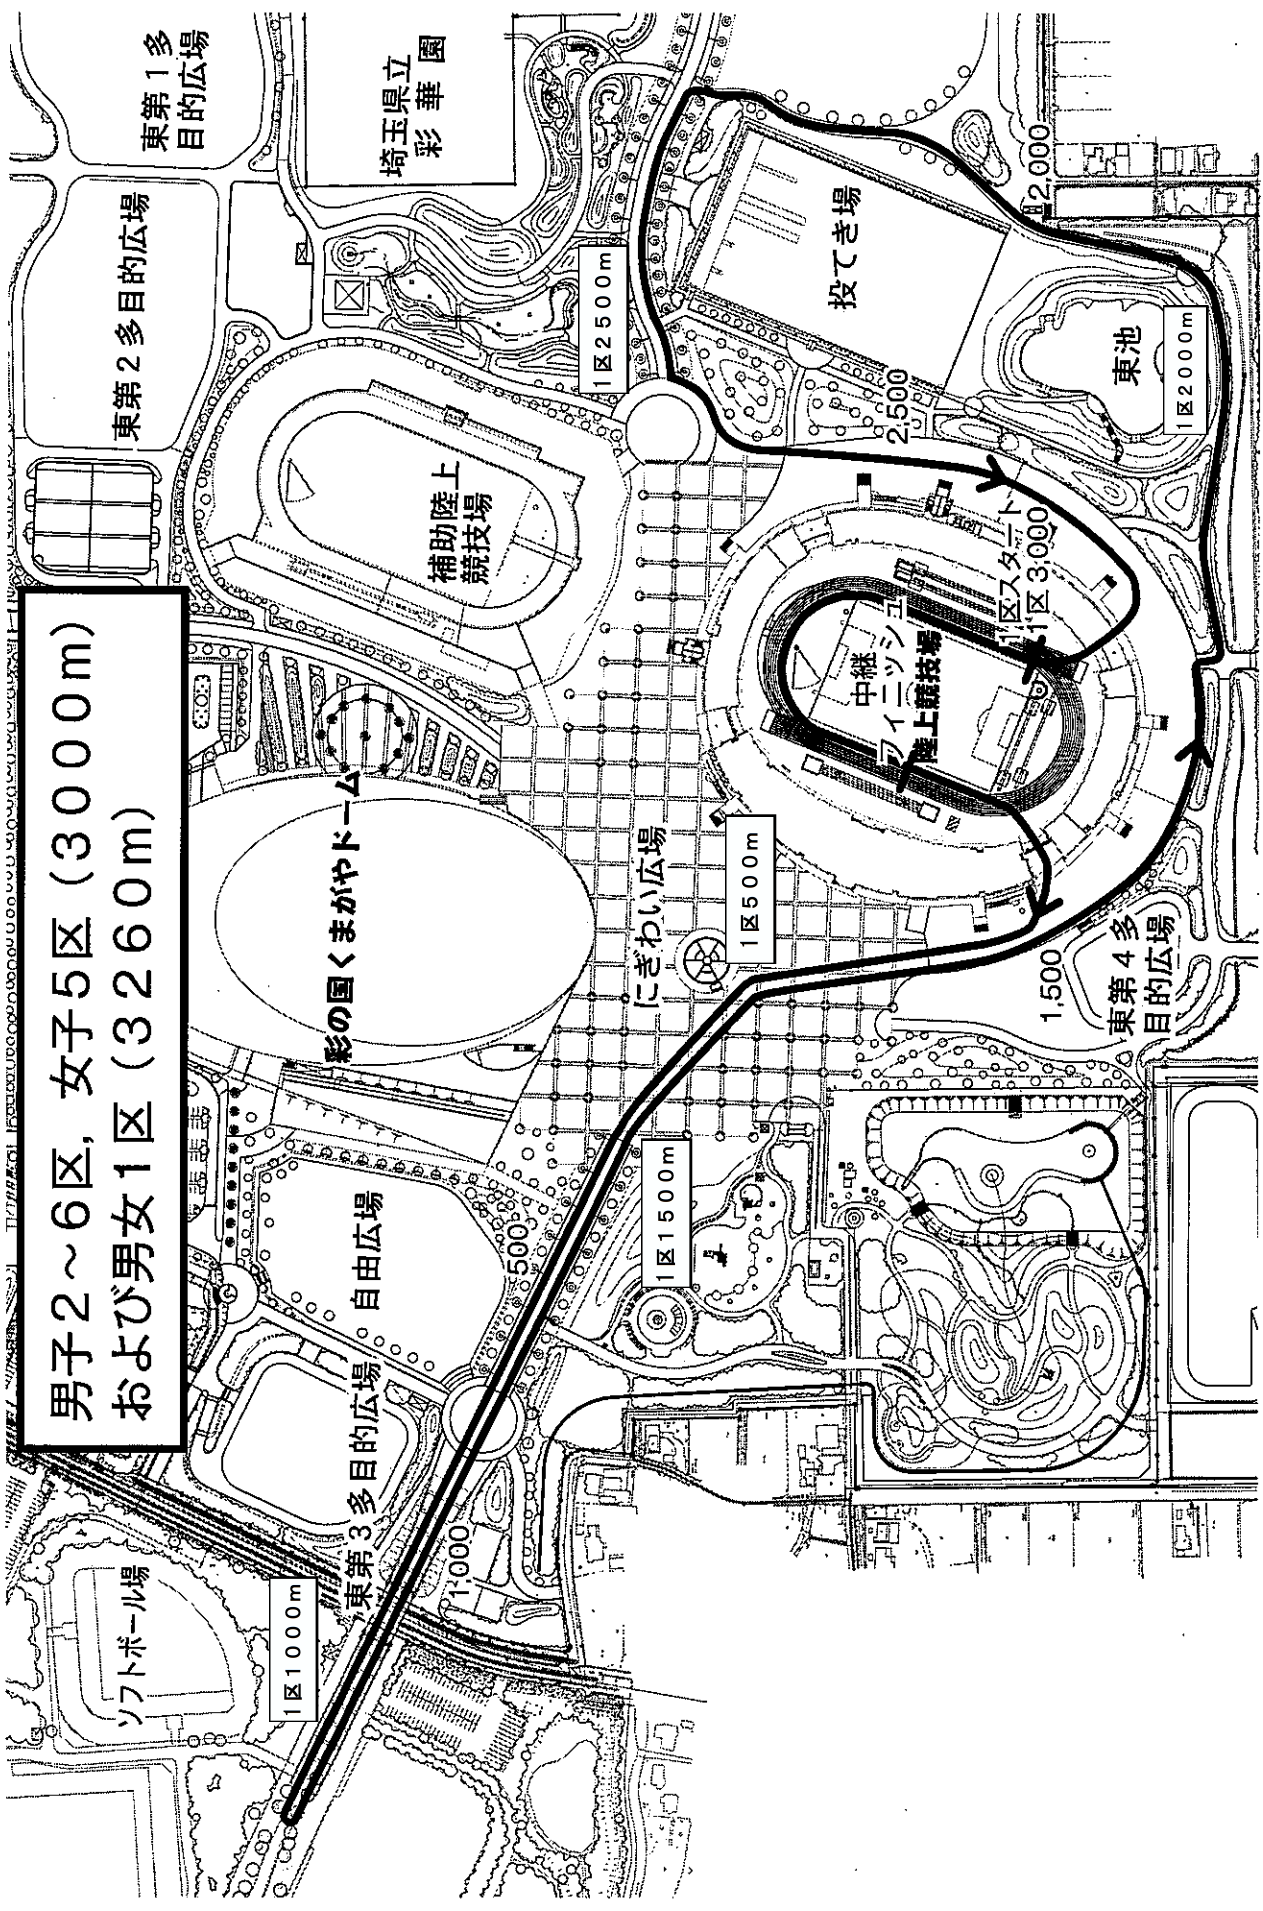 男子2~6区,女子5区(3000m)
および男女1区(3260m)
東第1多
目的広場
埼玉県立
彩華園
東第2多目的広場
補助陸上
競技場
投てき場
東池
1区2500m
1区2000m
2,000
2,500
1区スタート
1区3,000
中継
フィニッシュ
陸上競技場
彩の国くまがやドーム
にぎわい広場
1区500m
1,500
東第4多
目的広場
自由広場
500
1区1500m
東第3多目的広場
1,000
ソフトボール場
1区1000m